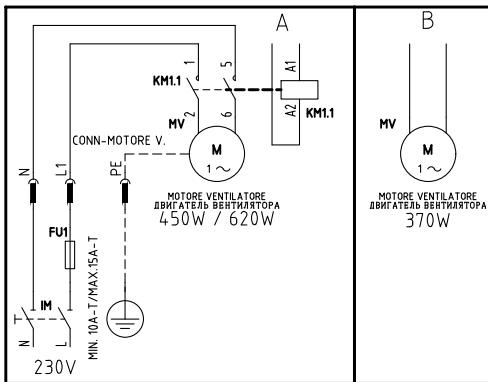 A
1
5
KM1.1
A1
A2
KM1.1
2
6
MV
CONN-MOTORE V.
M
1 ~
N
L1
PE
MOTORE VENTILATORE
ДВИГАТЕЛЬ ВЕНТИЛЯТОРА
450W / 620W
FU1
MIN. 10A-T/MAX.15A-T
IM
N
L
230V
B
MV
M
1 ~
MOTORE VENTILATORE
ДВИГАТЕЛЬ ВЕНТИЛЯТОРА
370W